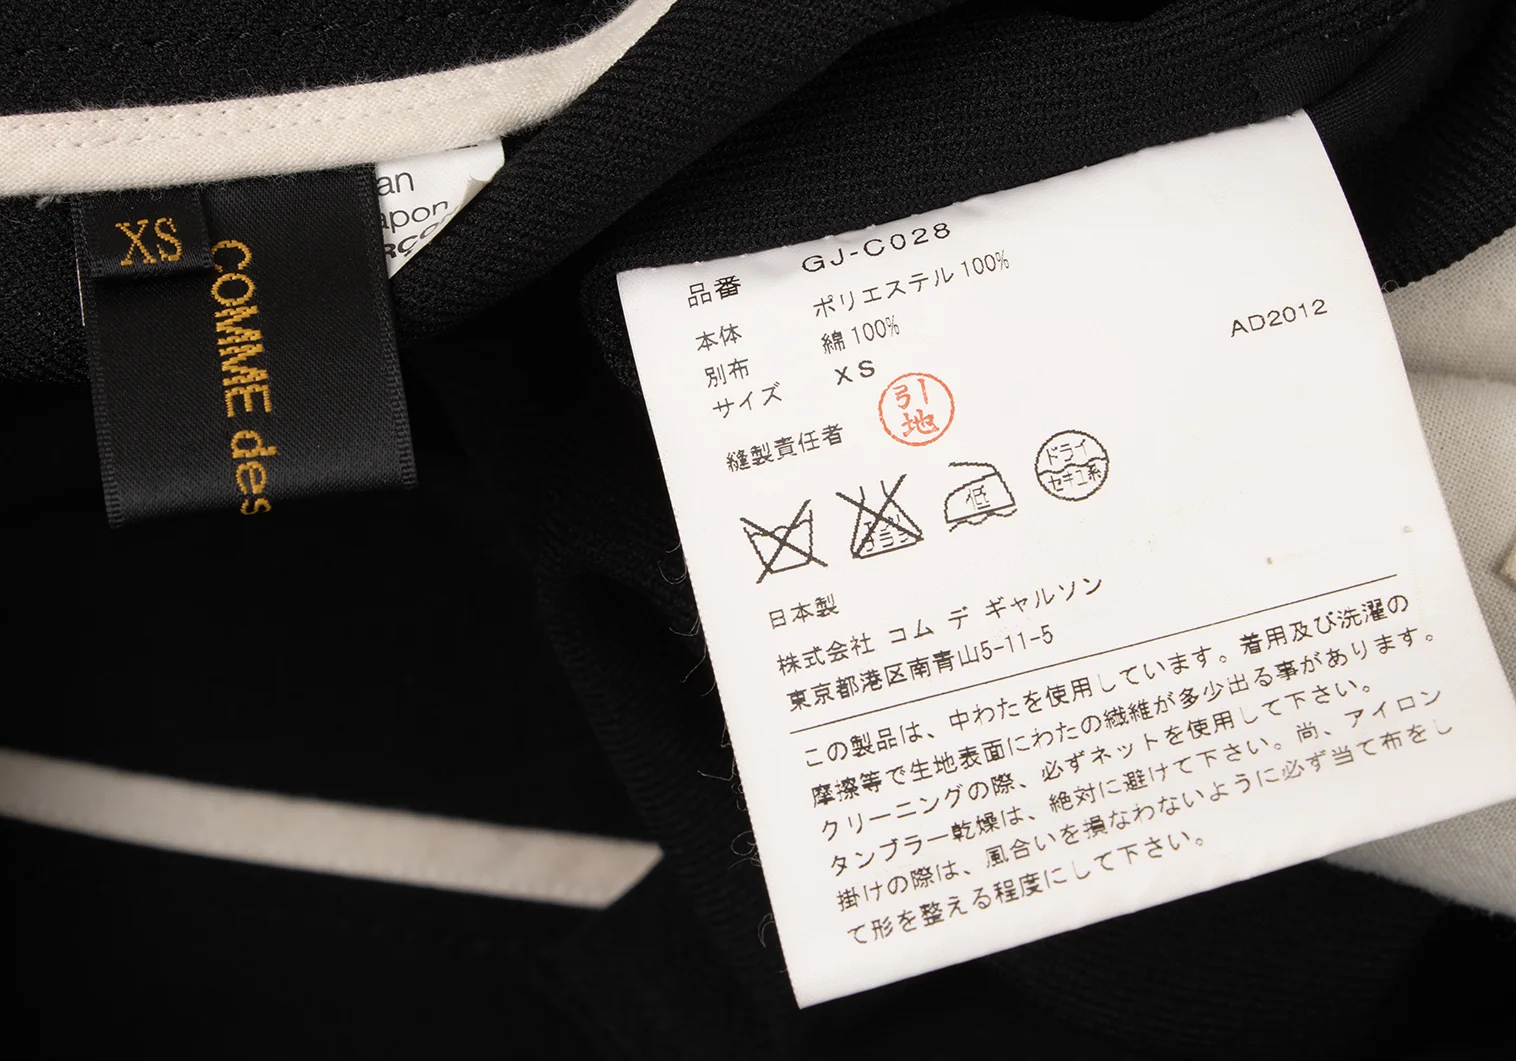 XS
COMME des
an
apon
RÇO
品番 GJ-C028
本体 ポリエステル 100%
別布 綿 100%
サイズ XS
AD2012
縫製責任者 引地
低
ドライ
セキユ系
日本製
株式会社 コム デ ギャルソン
東京都港区南青山5-11-5
この製品は、中わたを使用しています。着用及び洗濯の
摩擦等で生地表面にわたの繊維が多少出る事があります。
クリーニングの際、必ずネットを使用して下さい。
タンブラー乾燥は、絶対に避けて下さい。尚、アイロン
掛けの際は、風合いを損なわないように必ず当て布をし
て形を整える程度にして下さい。